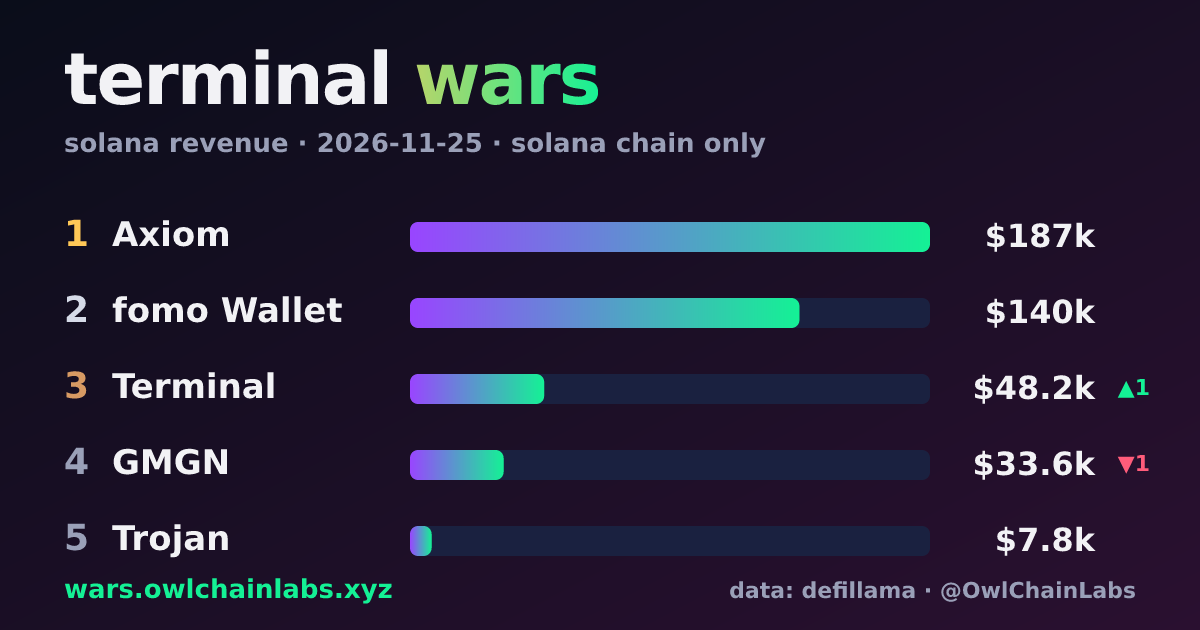 terminal wars
solana revenue · 2026-11-25 · solana chain only
1 Axiom $187k
2 fomo Wallet $140k
3 Terminal $48.2k ▲1
4 GMGN $33.6k ▼1
5 Trojan $7.8k
wars.owlchainlabs.xyz data: defillama · @OwlChainLabs